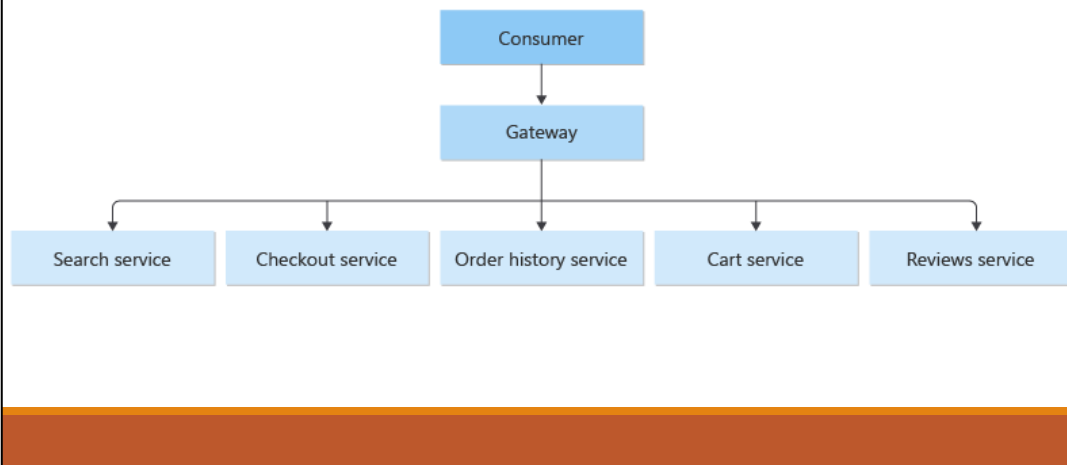 Consumer
Gateway
Search service
Checkout service
Order history service
Cart service
Reviews service